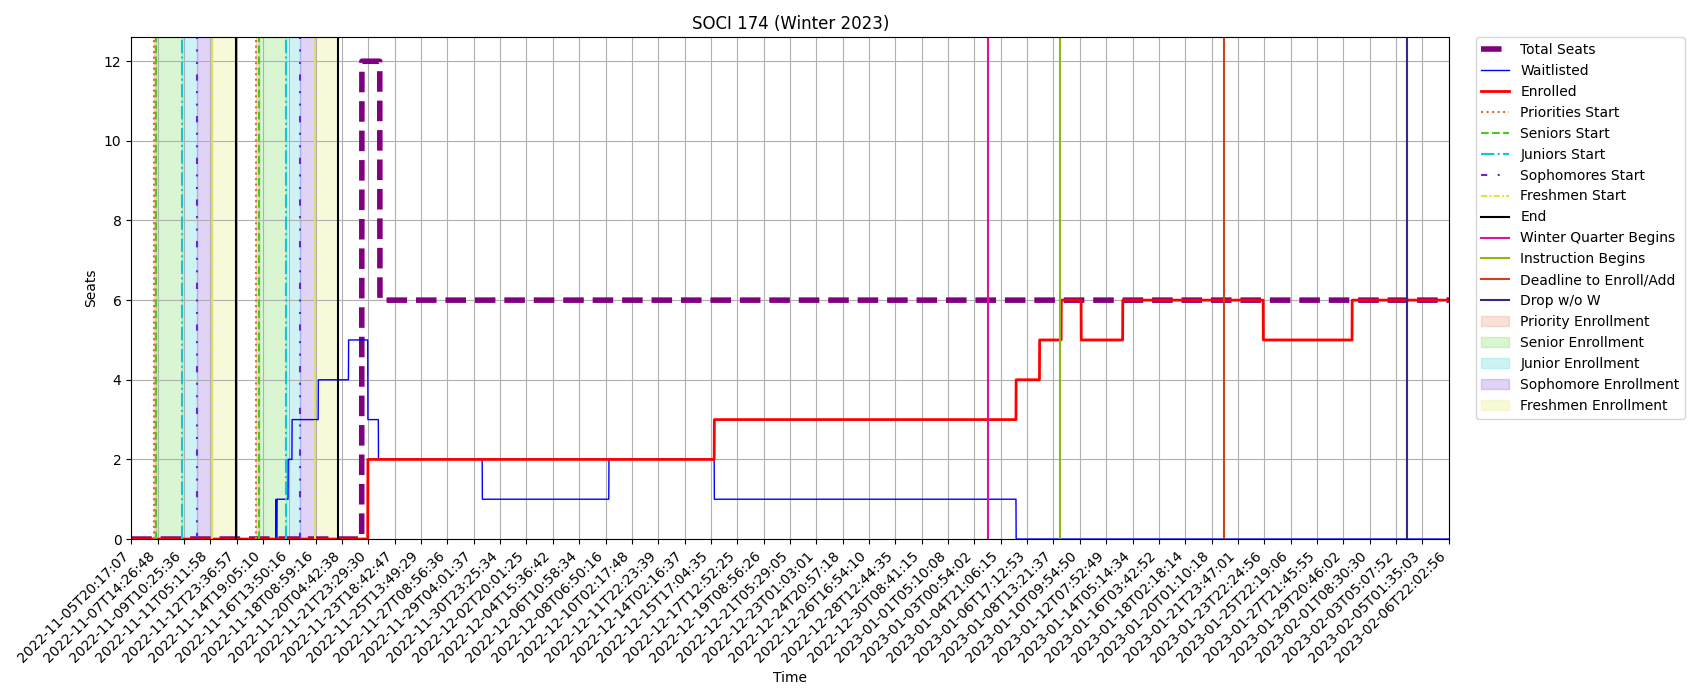 SOCI 174 (Winter 2023)
Seats
12
10
8
6
4
2
0
2022-11-05T20:17:07
2022-11-07T14:26:48
2022-11-09T10:25:36
2022-11-11T05:11:58
2022-11-12T23:36:57
2022-11-14T19:05:10
2022-11-16T13:50:16
2022-11-18T08:59:16
2022-11-20T04:42:38
2022-11-21T23:29:30
2022-11-23T18:42:47
2022-11-25T13:49:29
2022-11-27T08:56:36
2022-11-29T04:01:37
2022-11-30T23:25:34
2022-12-02T20:01:25
2022-12-04T15:36:42
2022-12-06T10:58:34
2022-12-08T06:50:16
2022-12-10T02:17:48
2022-12-11T22:23:39
2022-12-14T02:16:37
2022-12-15T17:04:35
2022-12-17T12:52:25
2022-12-19T08:56:26
2022-12-21T05:29:05
2022-12-23T01:03:01
2022-12-24T20:57:18
2022-12-26T16:54:10
2022-12-28T12:44:35
2022-12-30T08:41:15
2023-01-01T05:10:08
2023-01-03T00:54:02
2023-01-04T21:06:15
2023-01-06T17:12:53
2023-01-08T13:21:37
2023-01-10T09:54:50
2023-01-12T07:52:49
2023-01-14T05:14:34
2023-01-16T03:42:52
2023-01-18T02:18:14
2023-01-20T01:10:18
2023-01-21T23:47:01
2023-01-23T22:24:56
2023-01-25T22:19:06
2023-01-27T21:45:55
2023-01-29T20:46:02
2023-02-01T08:30:30
2023-02-03T05:07:52
2023-02-05T01:35:03
2023-02-06T22:02:56
Time
Total Seats
Waitlisted
Enrolled
Priorities Start
Seniors Start
Juniors Start
Sophomores Start
Freshmen Start
End
Winter Quarter Begins
Instruction Begins
Deadline to Enroll/Add
Drop w/o W
Priority Enrollment
Senior Enrollment
Junior Enrollment
Sophomore Enrollment
Freshmen Enrollment